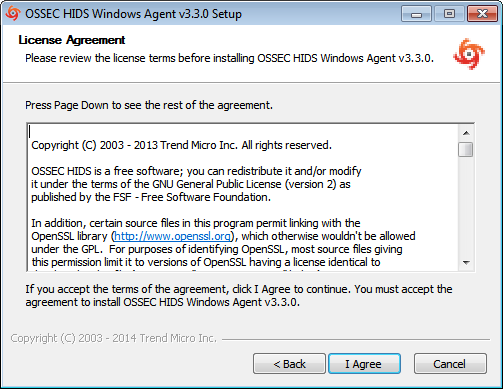 OSSEC HIDS Windows Agent v3.3.0 Setup
License Agreement
Please review the license terms before installing OSSEC HIDS Windows Agent v3.3.0.
Press Page Down to see the rest of the agreement.
Copyright (C) 2003 - 2013 Trend Micro Inc. All rights reserved.
OSSEC HIDS is a free software; you can redistribute it and/or modify
it under the terms of the GNU General Public License (version 2) as
published by the FSF - Free Software Foundation.
In addition, certain source files in this program permit linking with the
OpenSSL library (http://www.openssl.org), which otherwise wouldn't be allowed
under the GPL. For purposes of identifying OpenSSL, most source files giving
this permission limit it to versions of OpenSSL having a license identical to
If you accept the terms of the agreement, click I Agree to continue. You must accept the
agreement to install OSSEC HIDS Windows Agent v3.3.0.
Copyright (C) 2003 - 2014 Trend Micro Inc.
< Back
I Agree
Cancel